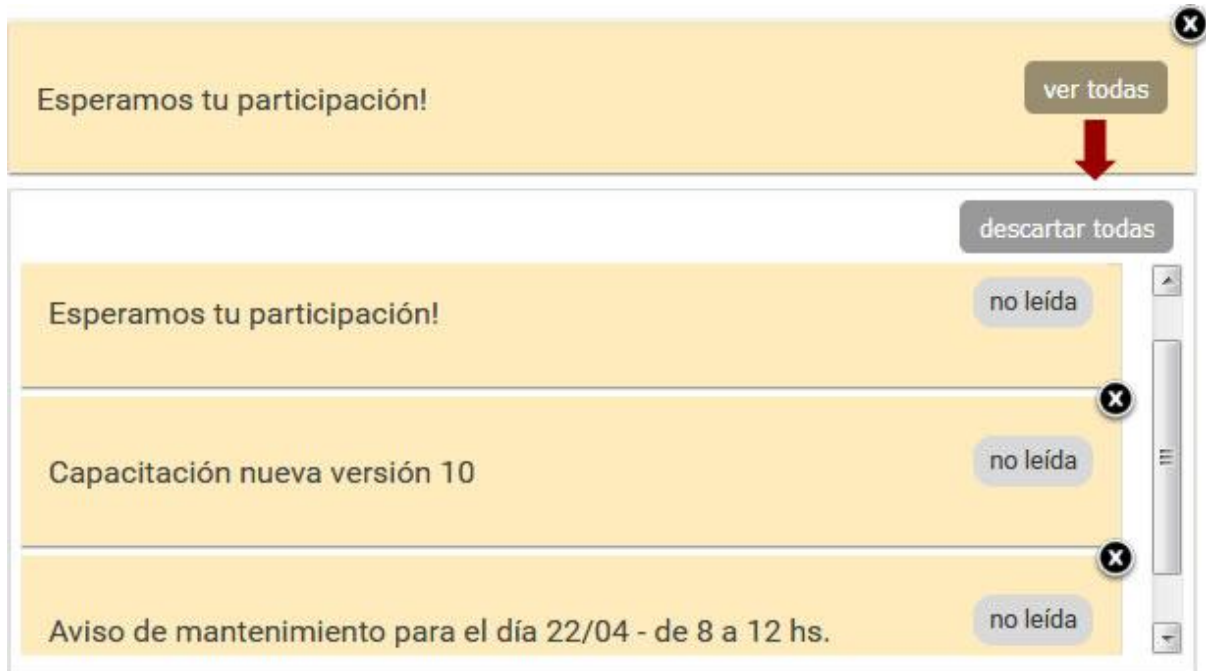 Esperamos tu participación!
ver todas
descartar todas
Esperamos tu participación!
no leída
Capacitación nueva versión 10
no leída
Aviso de mantenimiento para el día 22/04 - de 8 a 12 hs.
no leída